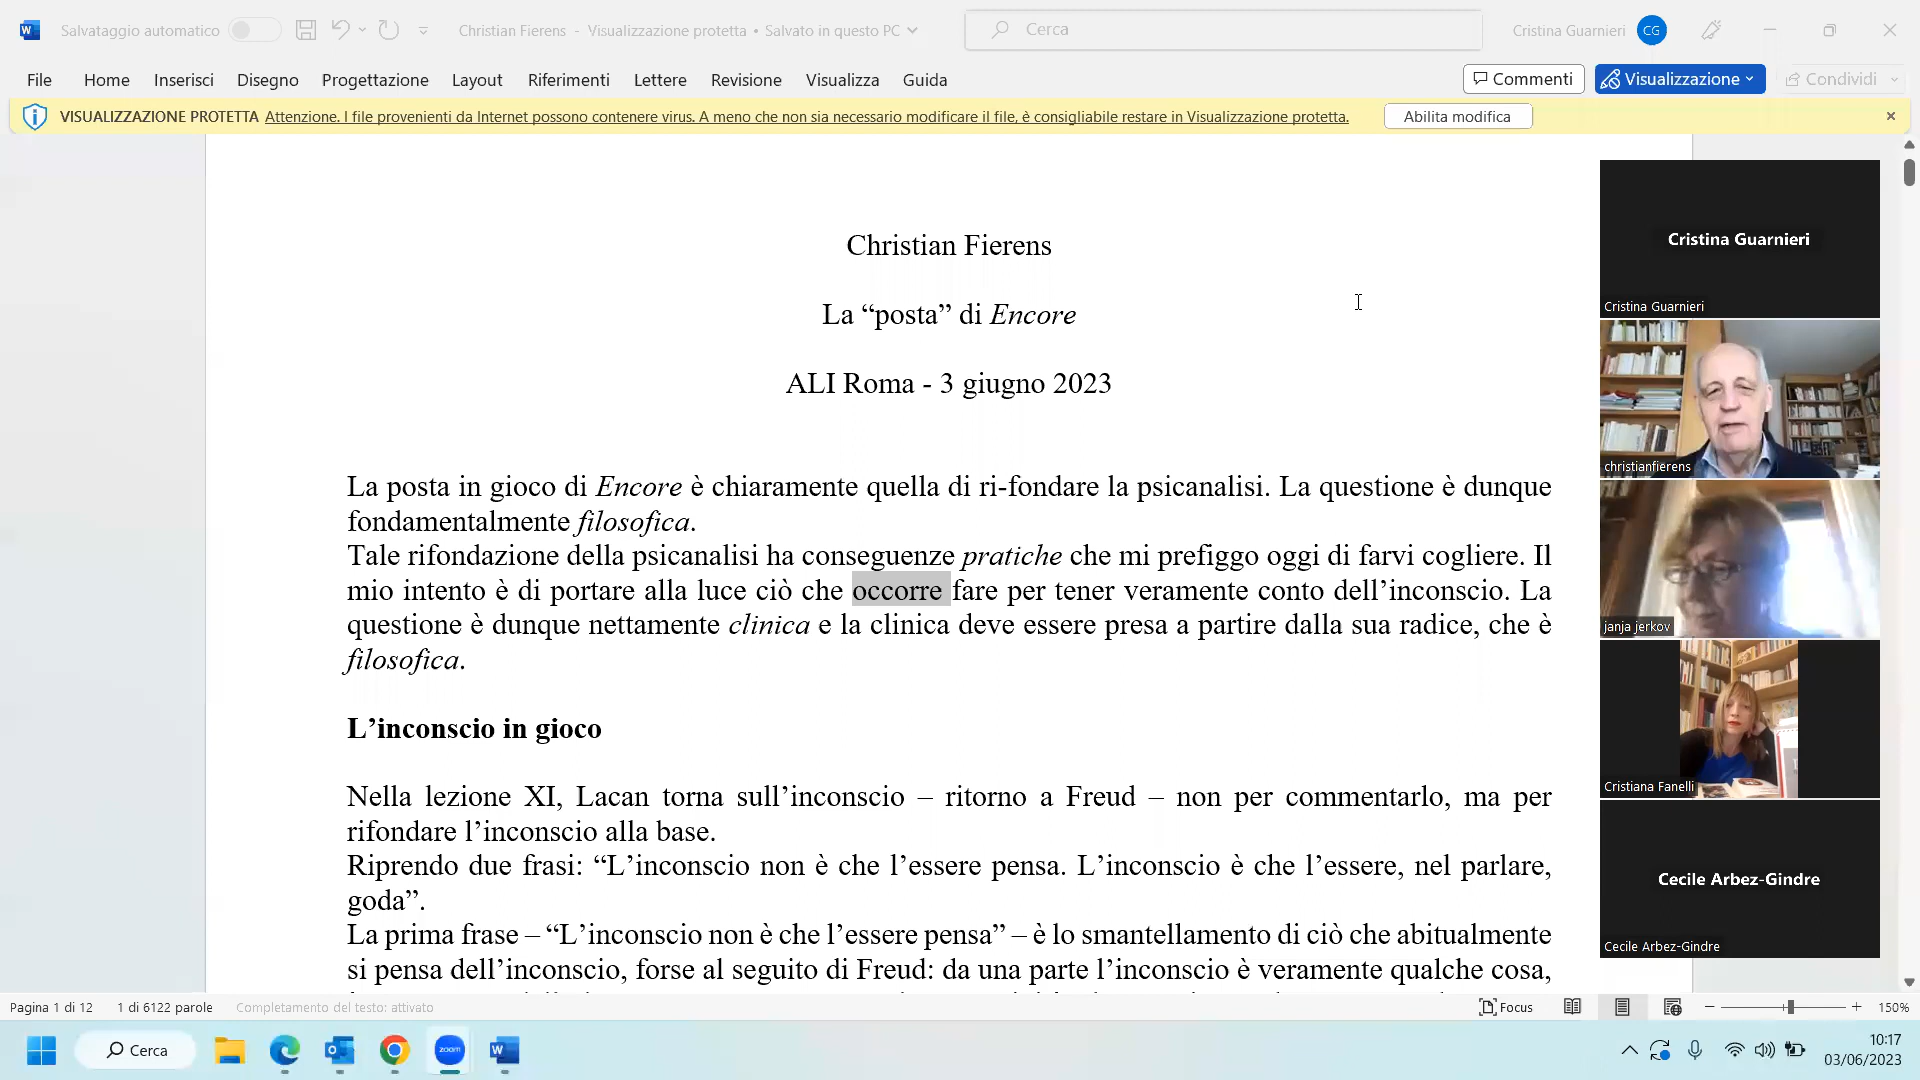 Salvataggio automatico
Christian Fierens - Visualizzazione protetta • Salvato in questo PC
Cerca
Cristina Guarnieri
CG
File Home Inserisci Disegno Progettazione Layout Riferimenti Lettere Revisione Visualizza Guida
Commenti
Visualizzazione
Condividi
VISUALIZZAZIONE PROTETTA Attenzione. I file provenienti da Internet possono contenere virus. A meno che non sia necessario modificare il file, è consigliabile restare in Visualizzazione protetta.
Abilita modifica
Christian Fierens
La “posta” di Encore
ALI Roma - 3 giugno 2023
La posta in gioco di Encore è chiaramente quella di ri-fondare la psicanalisi. La questione è dunque
fondamentalmente filosofica.
Tale rifondazione della psicanalisi ha conseguenze pratiche che mi prefiggo oggi di farvi cogliere. Il
mio intento è di portare alla luce ciò che occorre fare per tener veramente conto dell’inconscio. La
questione è dunque nettamente clinica e la clinica deve essere presa a partire dalla sua radice, che è
filosofica.
L’inconscio in gioco
Nella lezione XI, Lacan torna sull’inconscio – ritorno a Freud – non per commentarlo, ma per
rifondare l’inconscio alla base.
Riprendo due frasi: “L’inconscio non è che l’essere pensa. L’inconscio è che l’essere, nel parlare,
goda”.
La prima frase – “L’inconscio non è che l’essere pensa” – è lo smantellamento di ciò che abitualmente
si pensa dell’inconscio, forse al seguito di Freud: da una parte l’inconscio è veramente qualche cosa,
Cristina Guarnieri
Cristina Guarnieri
christianfierens
janja jerkov
Cristiana Fanelli
Cecile Arbez-Gindre
Cecile Arbez-Gindre
Pagina 1 di 12
1 di 6122 parole
Completamento del testo: attivato
Focus
150%
Cerca
zoom
10:17
03/06/2023